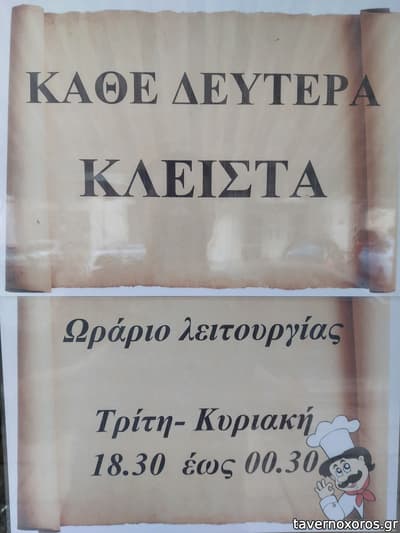 ΚΑΘΕ ΔΕΥΤΕΡΑ
ΚΛΕΙΣΤΑ
Ωράριο λειτουργίας
Τρίτη- Κυριακή
18.30 έως 00.30
tavernoxoros.gr